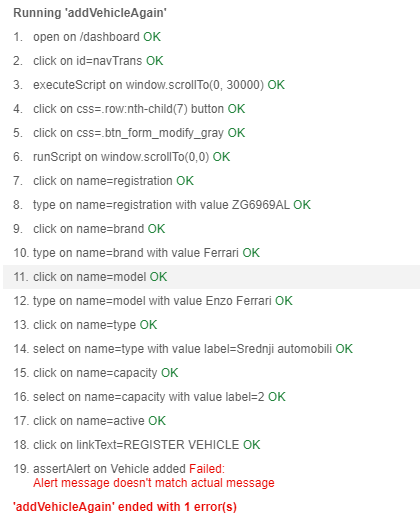 Running 'addVehicleAgain'
1. open on /dashboard OK
2. click on id=navTrans OK
3. executeScript on window.scrollTo(0, 30000) OK
4. click on css=.row:nth-child(7) button OK
5. click on css=.btn_form_modify_gray OK
6. runScript on window.scrollTo(0,0) OK
7. click on name=registration OK
8. type on name=registration with value ZG6969AL OK
9. click on name=brand OK
10. type on name=brand with value Ferrari OK
11. click on name=model OK
12. type on name=model with value Enzo Ferrari OK
13. click on name=type OK
14. select on name=type with value label=Srednji automobili OK
15. click on name=capacity OK
16. select on name=capacity with value label=2 OK
17. click on name=active OK
18. click on linkText=REGISTER VEHICLE OK
19. assertAlert on Vehicle added Failed:
Alert message doesn't match actual message
'addVehicleAgain' ended with 1 error(s)